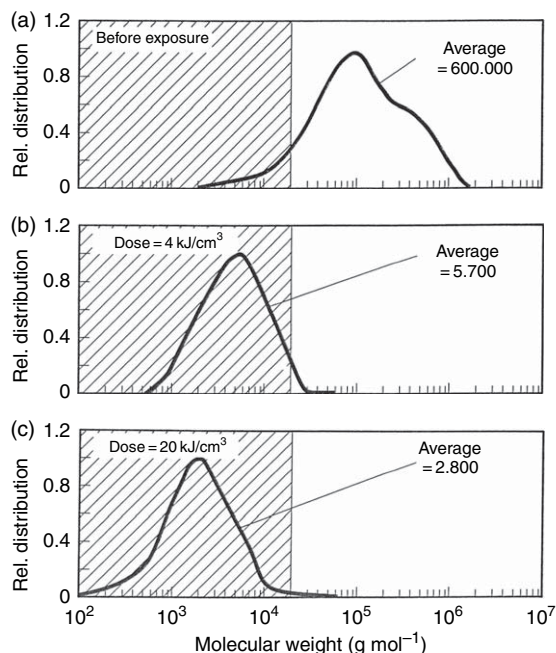 (a)
1.2
0.8
0.4
0
Rel. distribution
Before exposure
Average
= 600.000
(b)
1.2
0.8
0.4
0
Rel. distribution
Dose = 4 kJ/cm³
Average
= 5.700
(c)
1.2
0.8
0.4
0
Rel. distribution
Dose = 20 kJ/cm³
Average
= 2.800
10² 10³ 10⁴ 10⁵ 10⁶ 10⁷
Molecular weight (g mol⁻¹)